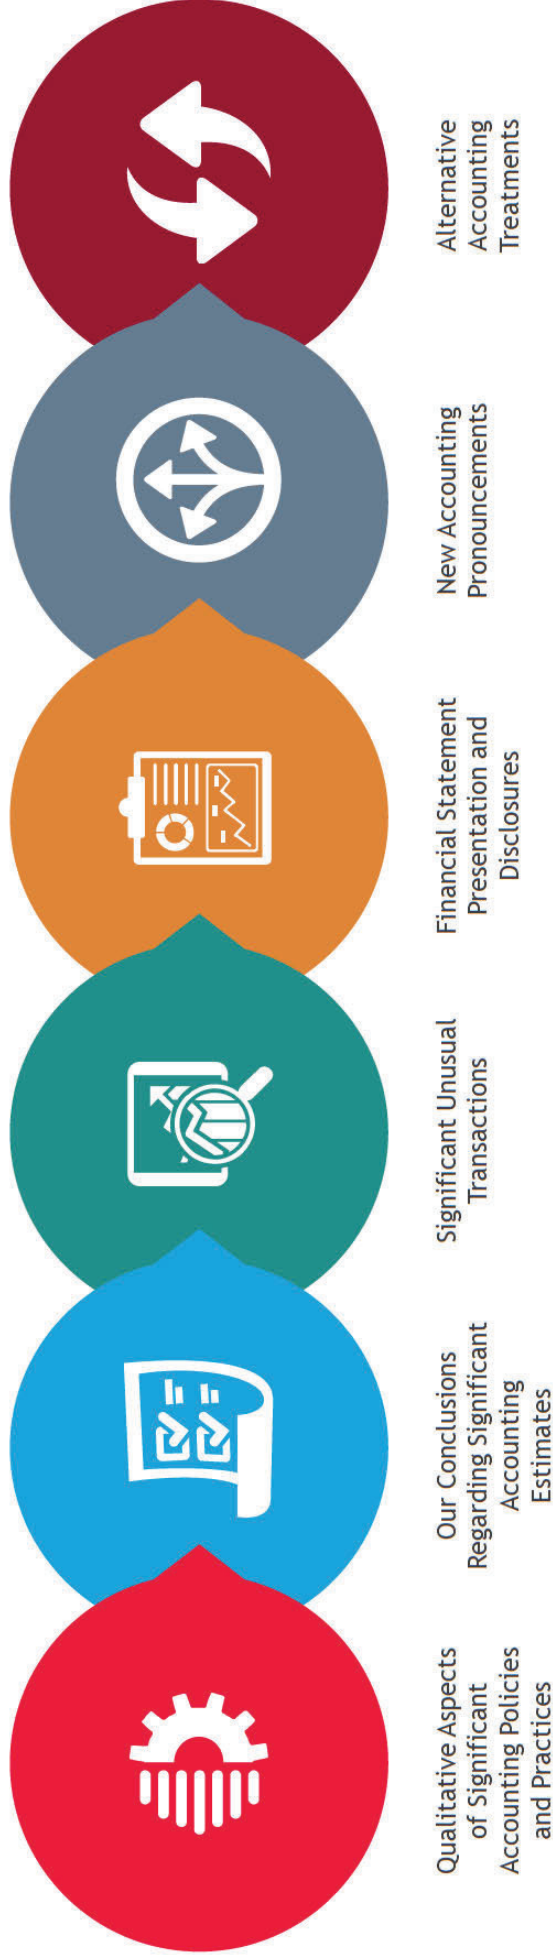 Qualitative Aspects
of Significant
Accounting Policies
and Practices
Our Conclusions
Regarding Significant
Accounting
Estimates
Significant Unusual
Transactions
Financial Statement
Presentation and
Disclosures
New Accounting
Pronouncements
Alternative
Accounting
Treatments